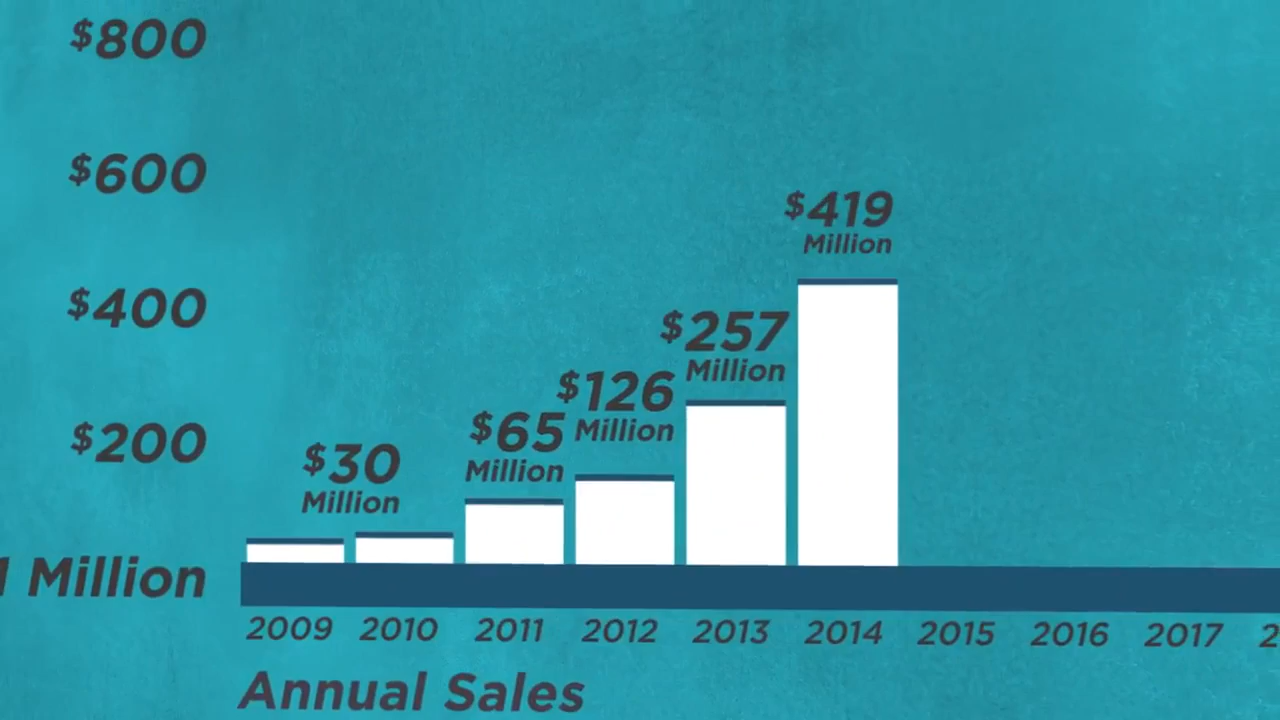 $800
$600
$400
$200
1 Million
$419
Million
$257
Million
$126
Million
$65
Million
$30
Million
2009 2010 2011 2012 2013 2014 2015 2016 2017
Annual Sales